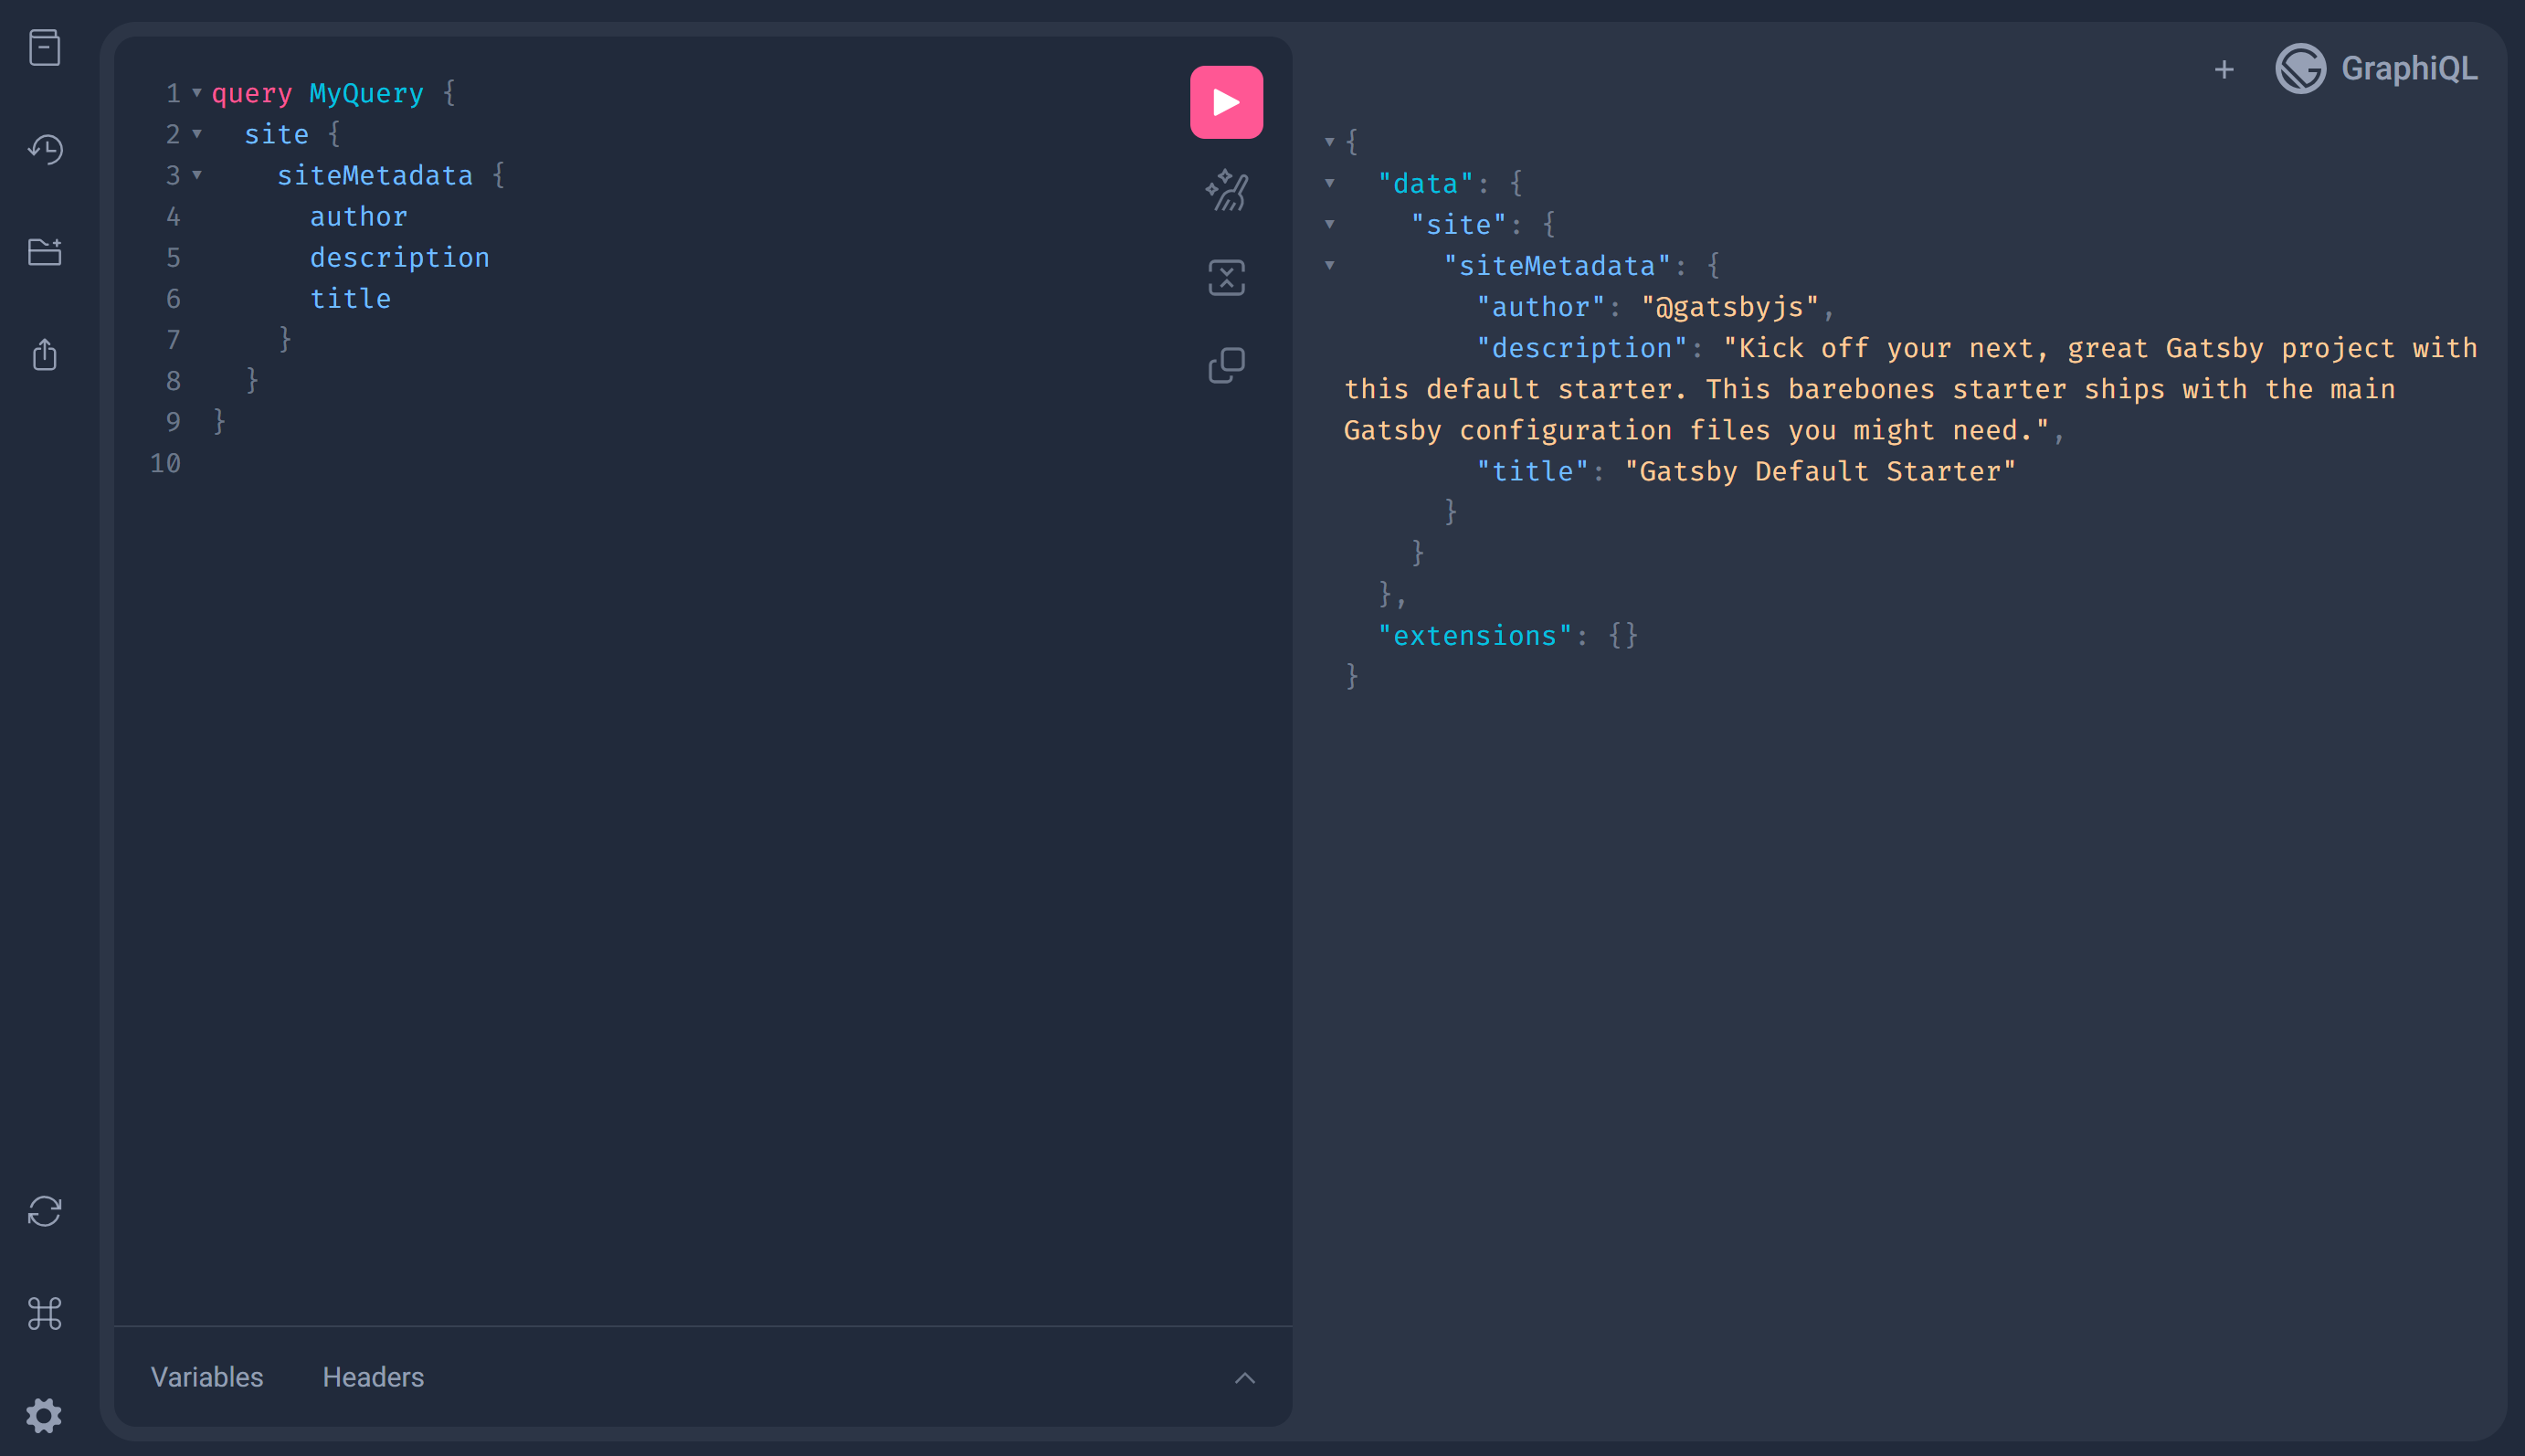 1 query MyQuery {
2 site {
3 siteMetadata {
4 author
5 description
6 title
7 }
8 }
9 }
10
Variables Headers
+ GraphiQL
{
"data": {
"site": {
"siteMetadata": {
"author": "@gatsbyjs",
"description": "Kick off your next, great Gatsby project with
this default starter. This barebones starter ships with the main
Gatsby configuration files you might need.",
"title": "Gatsby Default Starter"
}
}
},
"extensions": {}
}